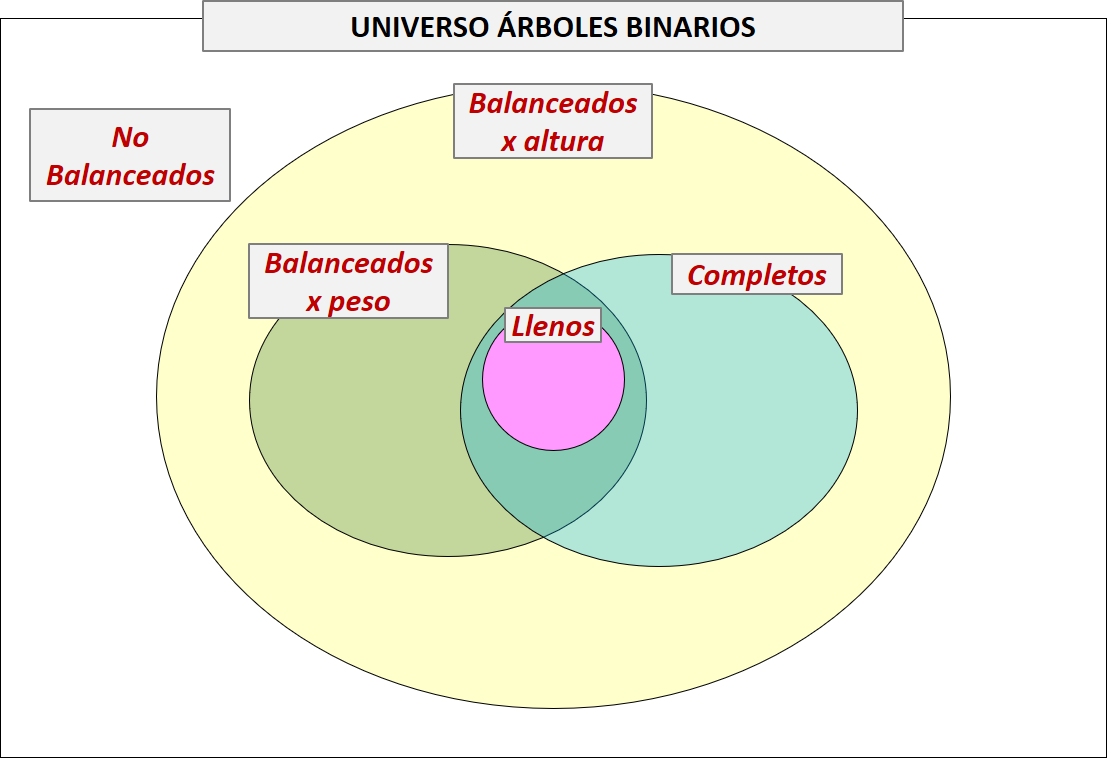 UNIVERSO ÁRBOLES BINARIOS
Balanceados
x altura
No
Balanceados
Balanceados
x peso
Completos
Llenos